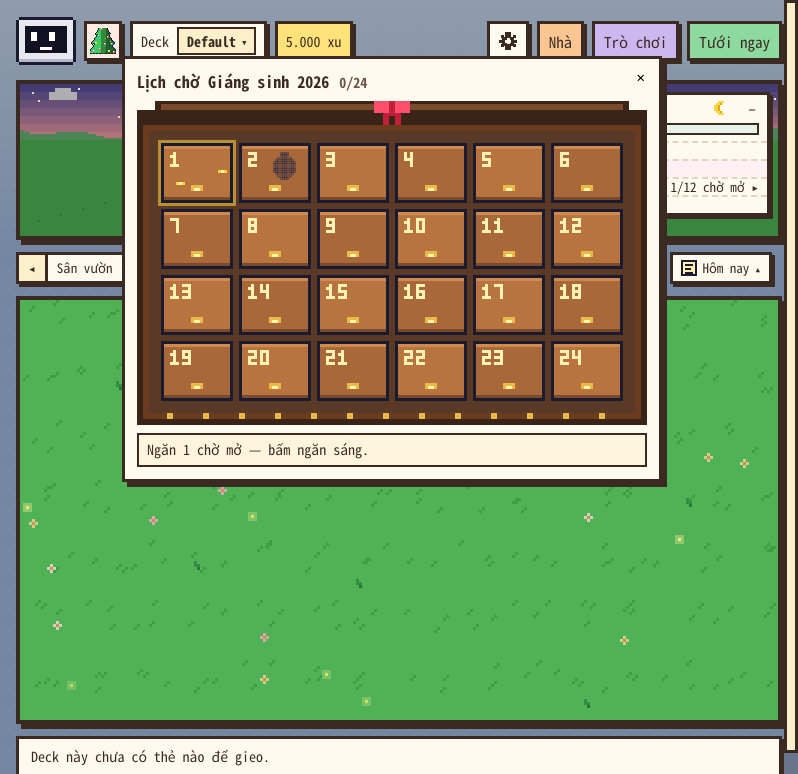 Deck Default ▾ 5.000 xu Nhà Trò chơi Tưới ngay
Lịch chờ Giáng sinh 2026 0/24 ×
1 2 3 4 5 6
7 8 9 10 11 12
13 14 15 16 17 18
19 20 21 22 23 24
Ngăn 1 chờ mở — bấm ngăn sáng.
1/12 chờ mở ▸
◂ Sân vườn Hôm nay ▴
Deck này chưa có thẻ nào để gieo.